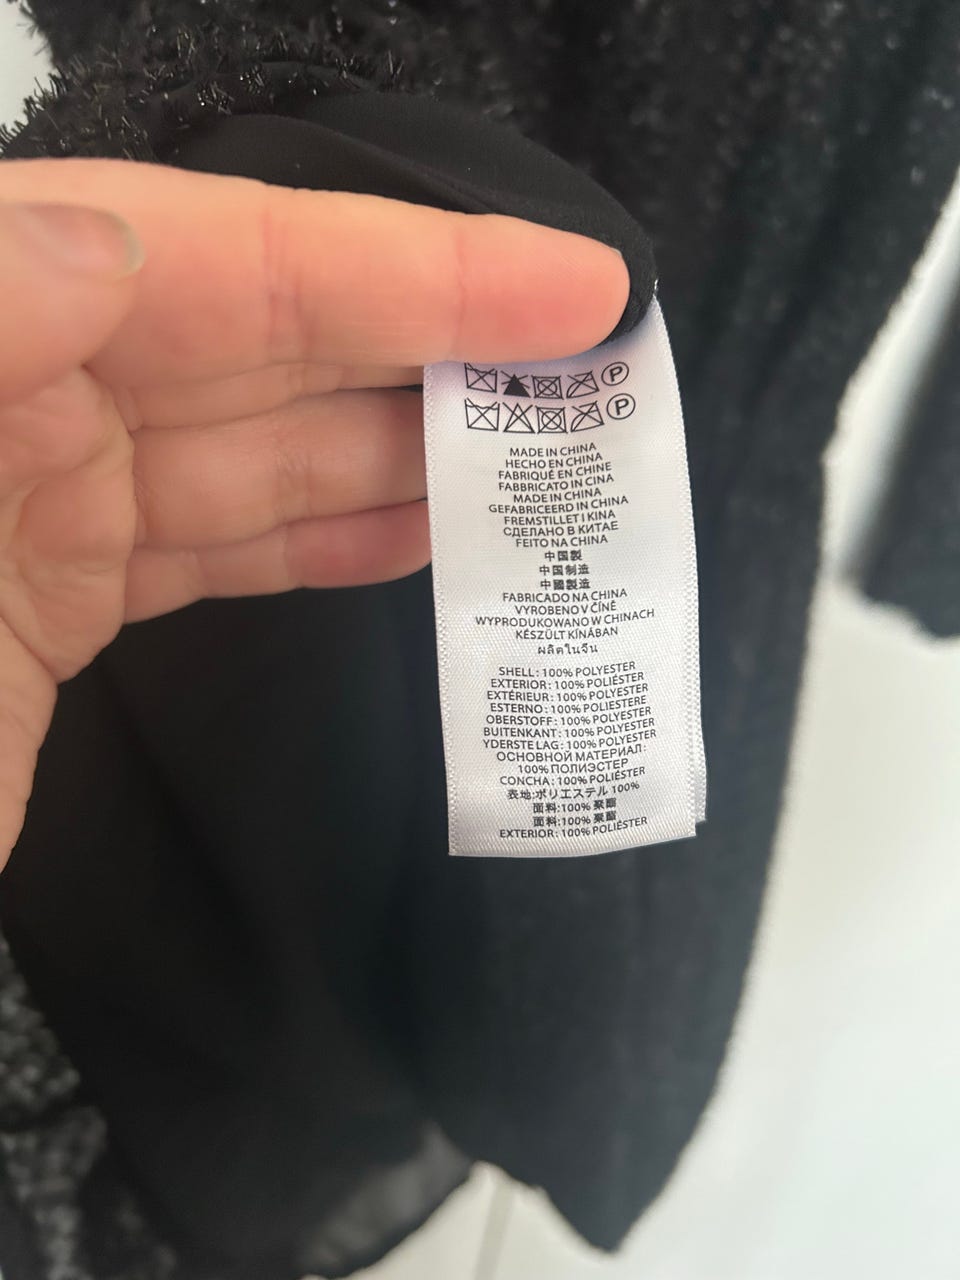 P
P
MADE IN CHINA
HECHO EN CHINA
FABRIQUÉ EN CHINE
FABBRICATO IN CINA
MADE IN CHINA
GEFABRICEERD IN CHINA
FREMSTILLET I KINA
СДЕЛАНО В КИТАЕ
FEITO NA CHINA
中国製
中国制造
中國製造
FABRICADO NA CHINA
VYROBENO V ČÍNĚ
WYPRODUKOWANO W CHINACH
KÉSZÜLT KÍNÁBAN
ผลิตในจีน
SHELL: 100% POLYESTER
EXTERIOR: 100% POLIÉSTER
EXTÉRIEUR: 100% POLYESTER
ESTERNO: 100% POLIESTERE
OBERSTOFF: 100% POLYESTER
BUITENKANT: 100% POLYESTER
YDERSTE LAG: 100% POLYESTER
ОСНОВНОЙ МАТЕРИАЛ:
100% ПОЛИЭСТЕР
CONCHA: 100% POLIÉSTER
表地:ポリエステル 100%
面料:100% 聚酯
面料:100% 聚酯
EXTERIOR: 100% POLIÉSTER